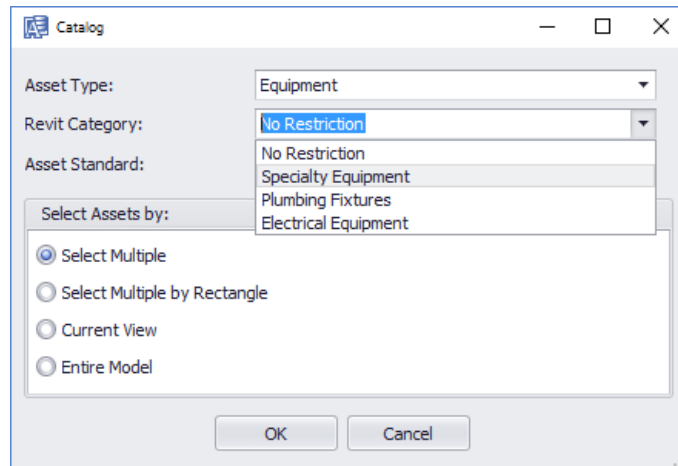 Catalog
Asset Type: Equipment
Revit Category: No Restriction
Asset Standard:
No Restriction
Specialty Equipment
Plumbing Fixtures
Electrical Equipment
Select Assets by:
Select Multiple
Select Multiple by Rectangle
Current View
Entire Model
OK Cancel